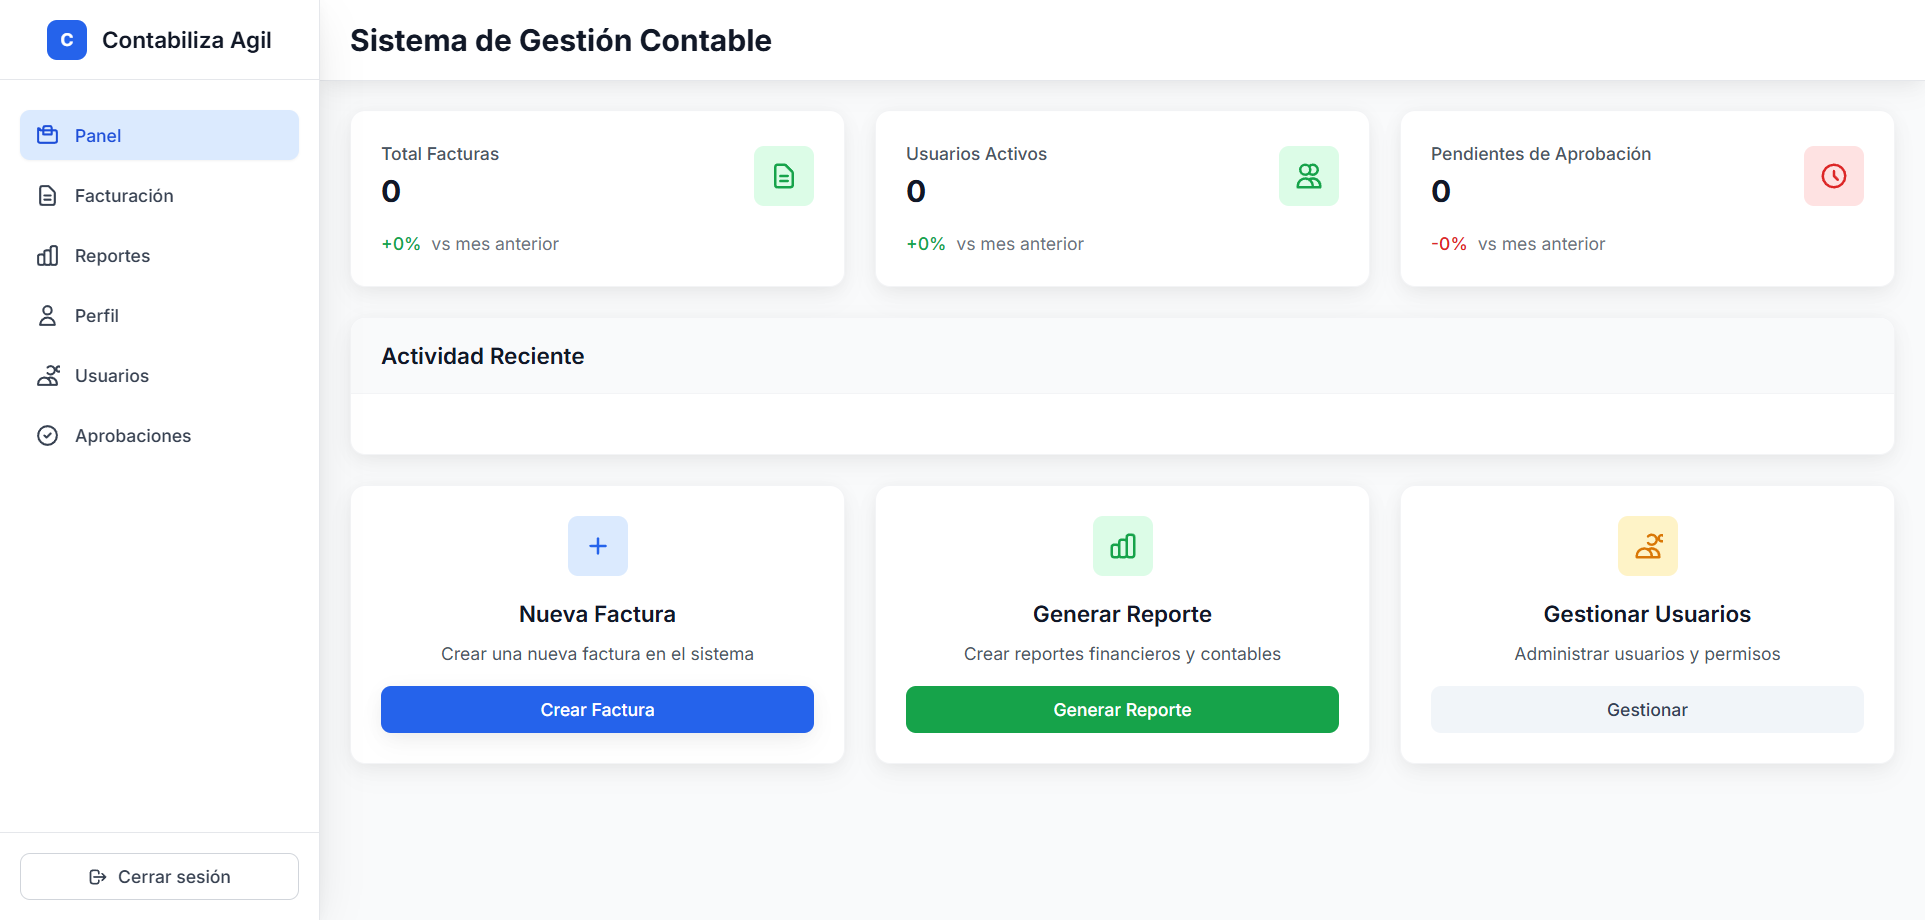 C
Contabiliza Agil
Panel
Facturación
Reportes
Perfil
Usuarios
Aprobaciones
Cerrar sesión
Sistema de Gestión Contable
Total Facturas
0
+0% vs mes anterior
Usuarios Activos
0
+0% vs mes anterior
Pendientes de Aprobación
0
-0% vs mes anterior
Actividad Reciente
Nueva Factura
Crear una nueva factura en el sistema
Crear Factura
Generar Reporte
Crear reportes financieros y contables
Generar Reporte
Gestionar Usuarios
Administrar usuarios y permisos
Gestionar